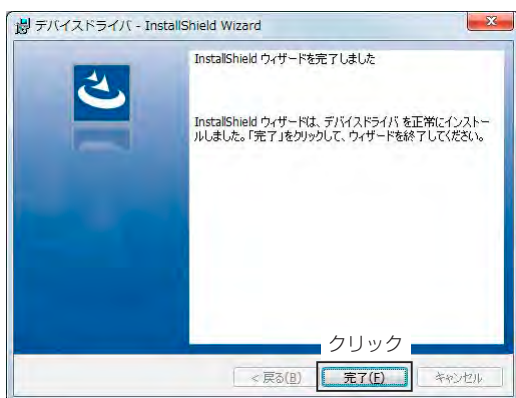 デバイスドライバ - InstallShield Wizard
InstallShield ウィザードを完了しました
InstallShield ウィザードは、デバイスドライバ を正常にインストー
ルしました。「完了」をクリックして、ウィザードを終了してください。
クリック
< 戻る(B) 完了(F) キャンセル